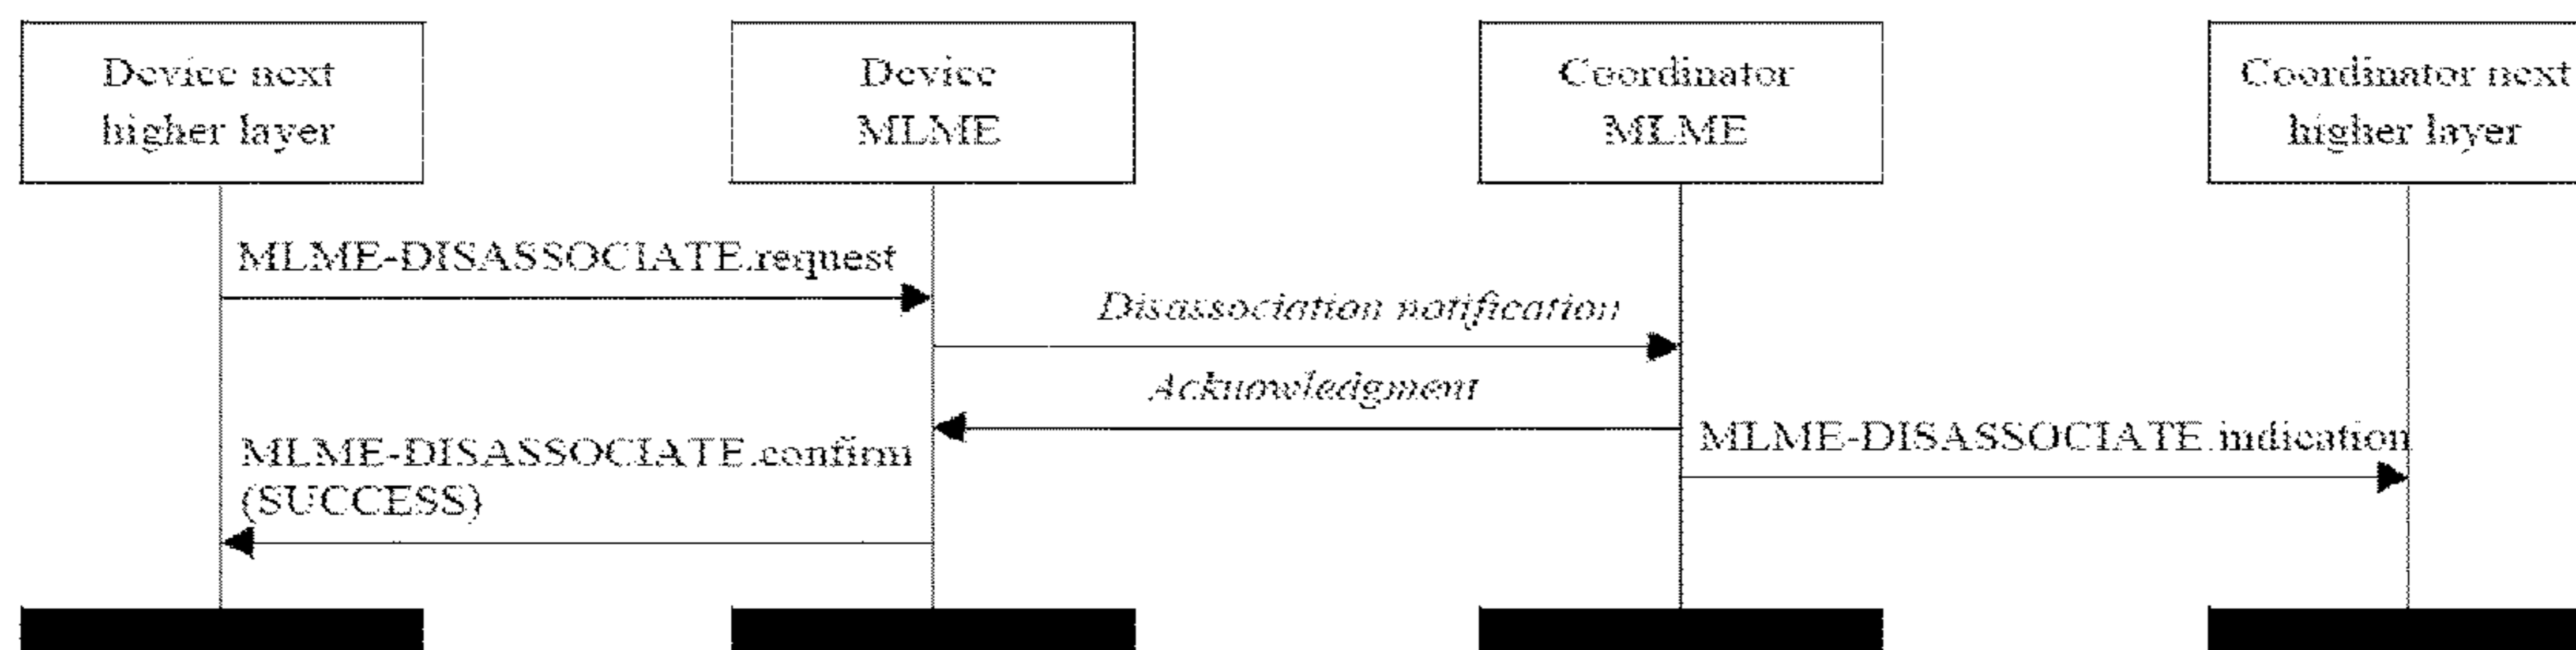 Device next
higher layer
Device
MLME
Coordinator
MLME
Coordinator next
higher layer
MLME-DISASSOCIATE.request
Disassociation notification
Acknowledgment
MLME-DISASSOCIATE.indication
MLME-DISASSOCIATE.confirm
(SUCCESS)